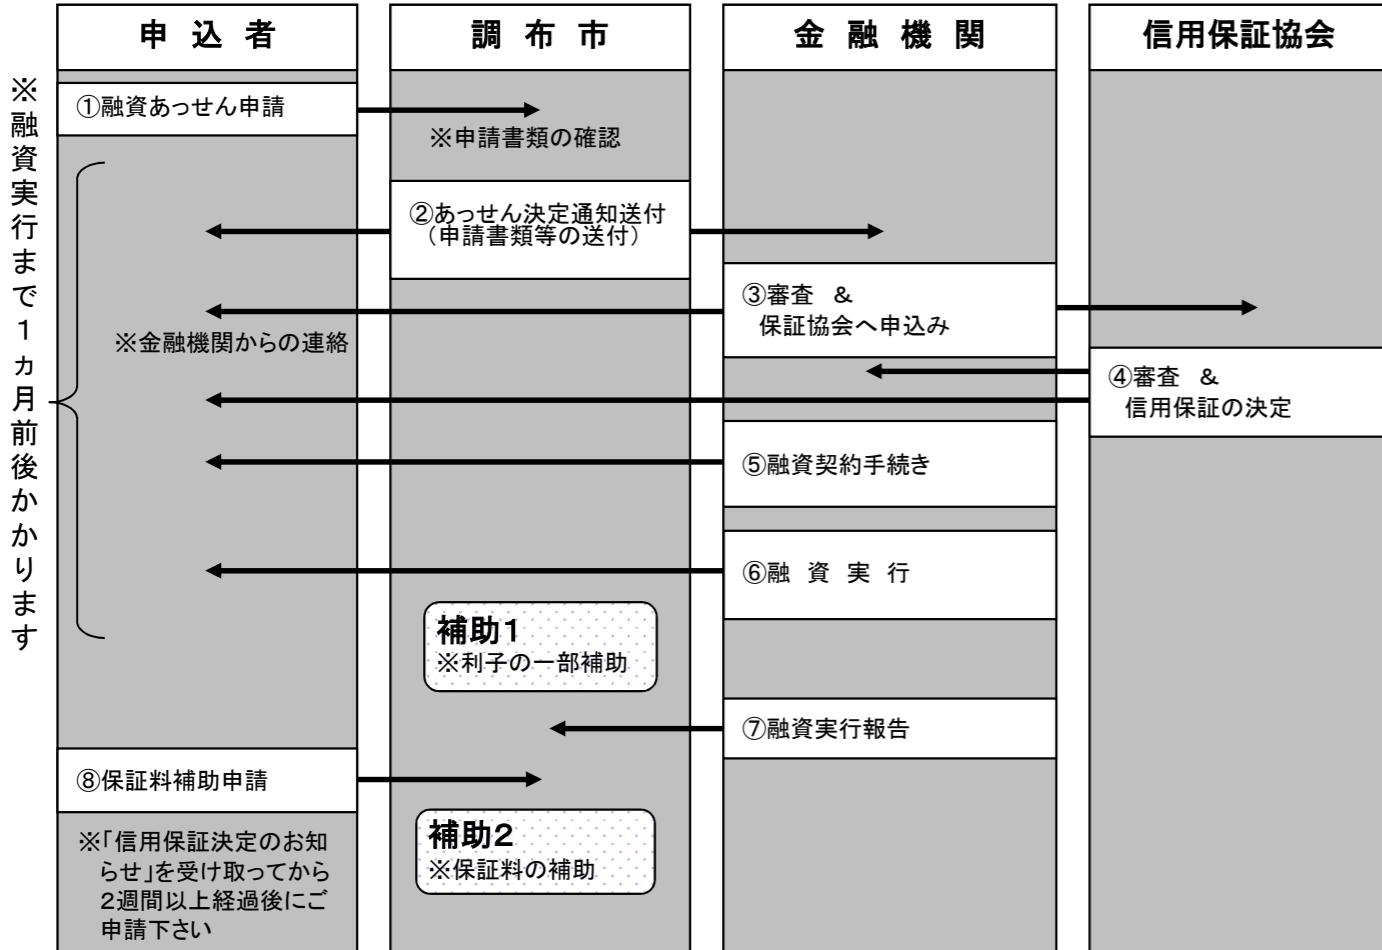 申 込 者
調 布 市
金 融 機 関
信用保証協会
※融資実行まで1ヵ月前後かかります
①融資あっせん申請
※申請書類の確認
②あっせん決定通知送付
（申請書類等の送付）
③審査 &
保証協会へ申込み
※金融機関からの連絡
④審査 &
信用保証の決定
⑤融資契約手続き
⑥融 資 実 行
補助1
※利子の一部補助
⑦融資実行報告
⑧保証料補助申請
※「信用保証決定のお知
らせ」を受け取ってから
2週間以上経過後にご
申請下さい
補助2
※保証料の補助